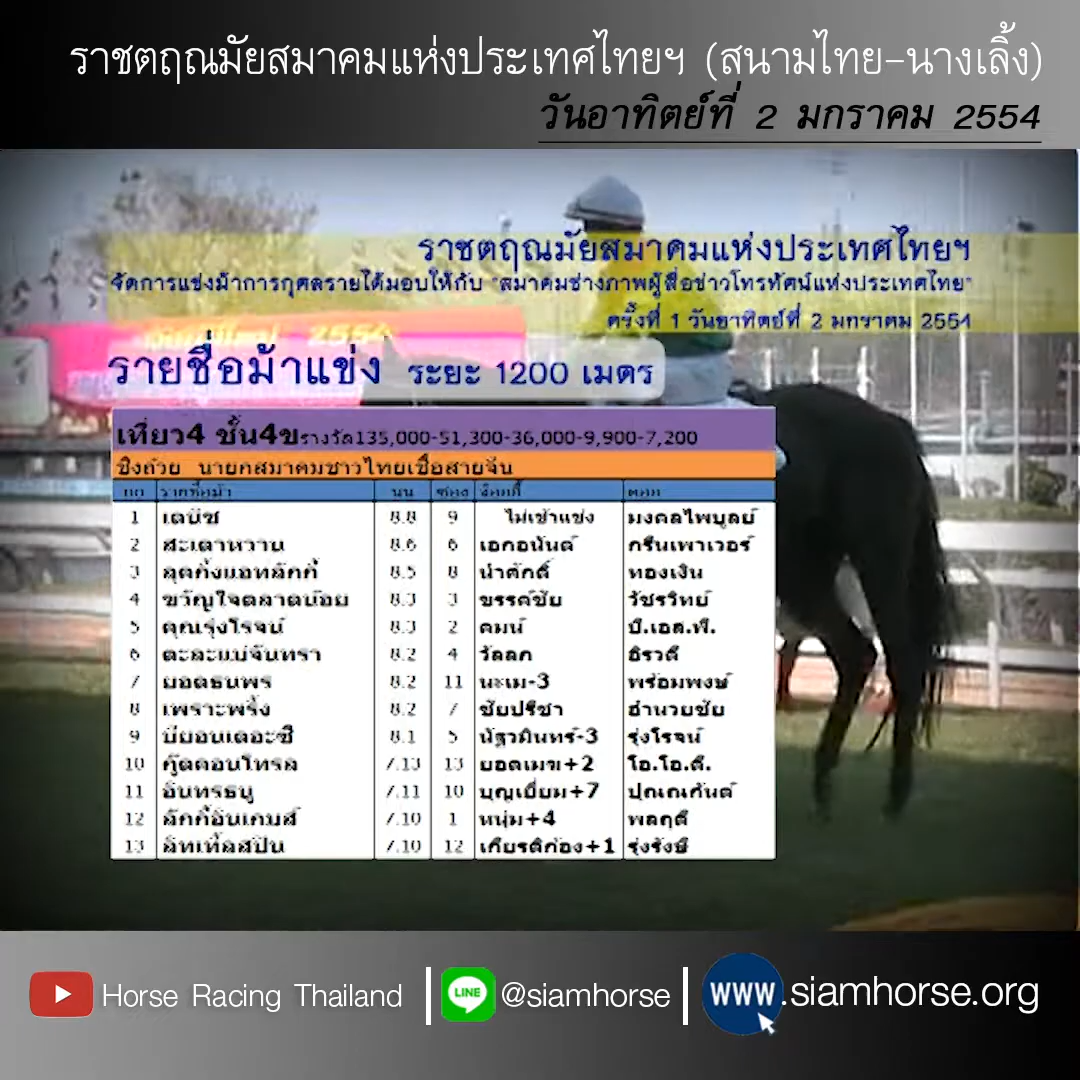 ราชตฤณมัยสมาคมแห่งประเทศไทยฯ (สนามไทย-นางเลิ้ง)
วันอาทิตย์ที่ 2 มกราคม 2554
ราชตฤณมัยสมาคมแห่งประเทศไทยฯ
จัดการแข่งม้าการกุศลรายได้มอบให้กับ "สมาคมช่างภาพผู้สื่อข่าวโทรทัศน์แห่งประเทศไทย"
ครั้งที่ 1 วันอาทิตย์ที่ 2 มกราคม 2554
2554
รายชื่อม้าแข่ง ระยะ 1200 เมตร
เที่ยว4 ชั้น4ขรางวัล135,000-51,300-36,000-9,900-7,200
ชิงถ้วย นายกสมาคมชาวไทยเชื้อสายจีน
รายชื่อม้า นน ช่อง จ๊อกกี้ คอก
1 เดนิช 8.8 9 ไม่เข้าแข่ง มงคลไพบูลย์
2 สะเดาหวาน 8.6 6 เอกอนันต์ กรีนเพาเวอร์
3 8.5 8 นำศักดิ์ ทองเงิน
4 ขวัญใจตลาดน้อย 8.3 3 ขรรค์ชัย วัชรวิทย์
5 คุณรุ่งโรจน์ 8.3 2 คมน์ บี.เอส.พี.
6 ตะละแม่จันทรา 8.2 4 วัลลภ ธีรวดี
7 ยอดธนพร 8.2 11 มะเม-3 พร้อมพงษ์
8 เพราะพริ้ง 8.2 7 ชัยปรีชา อำนวยชัย
9 บียอนเดอะซี 8.1 5 นัฐวมินทร์-3 รุ่งโรจน์
10 กู๊ดคอนโทรล 7.13 13 ยอดเมฆ+2 โอ.โอ.ดี.
11 อินทรธนู 7.11 10 บุญเยี่ยม+7 ปุณณกันต์
12 ลักกี้อินเกมส์ 7.10 1 หนุ่ม+4 พลฤดี
13 ลิทเทิ้ลสปิน 7.10 12 เกียรติก้อง+1 รุ่งรังษี
Horse Racing Thailand | LINE @siamhorse | www.siamhorse.org